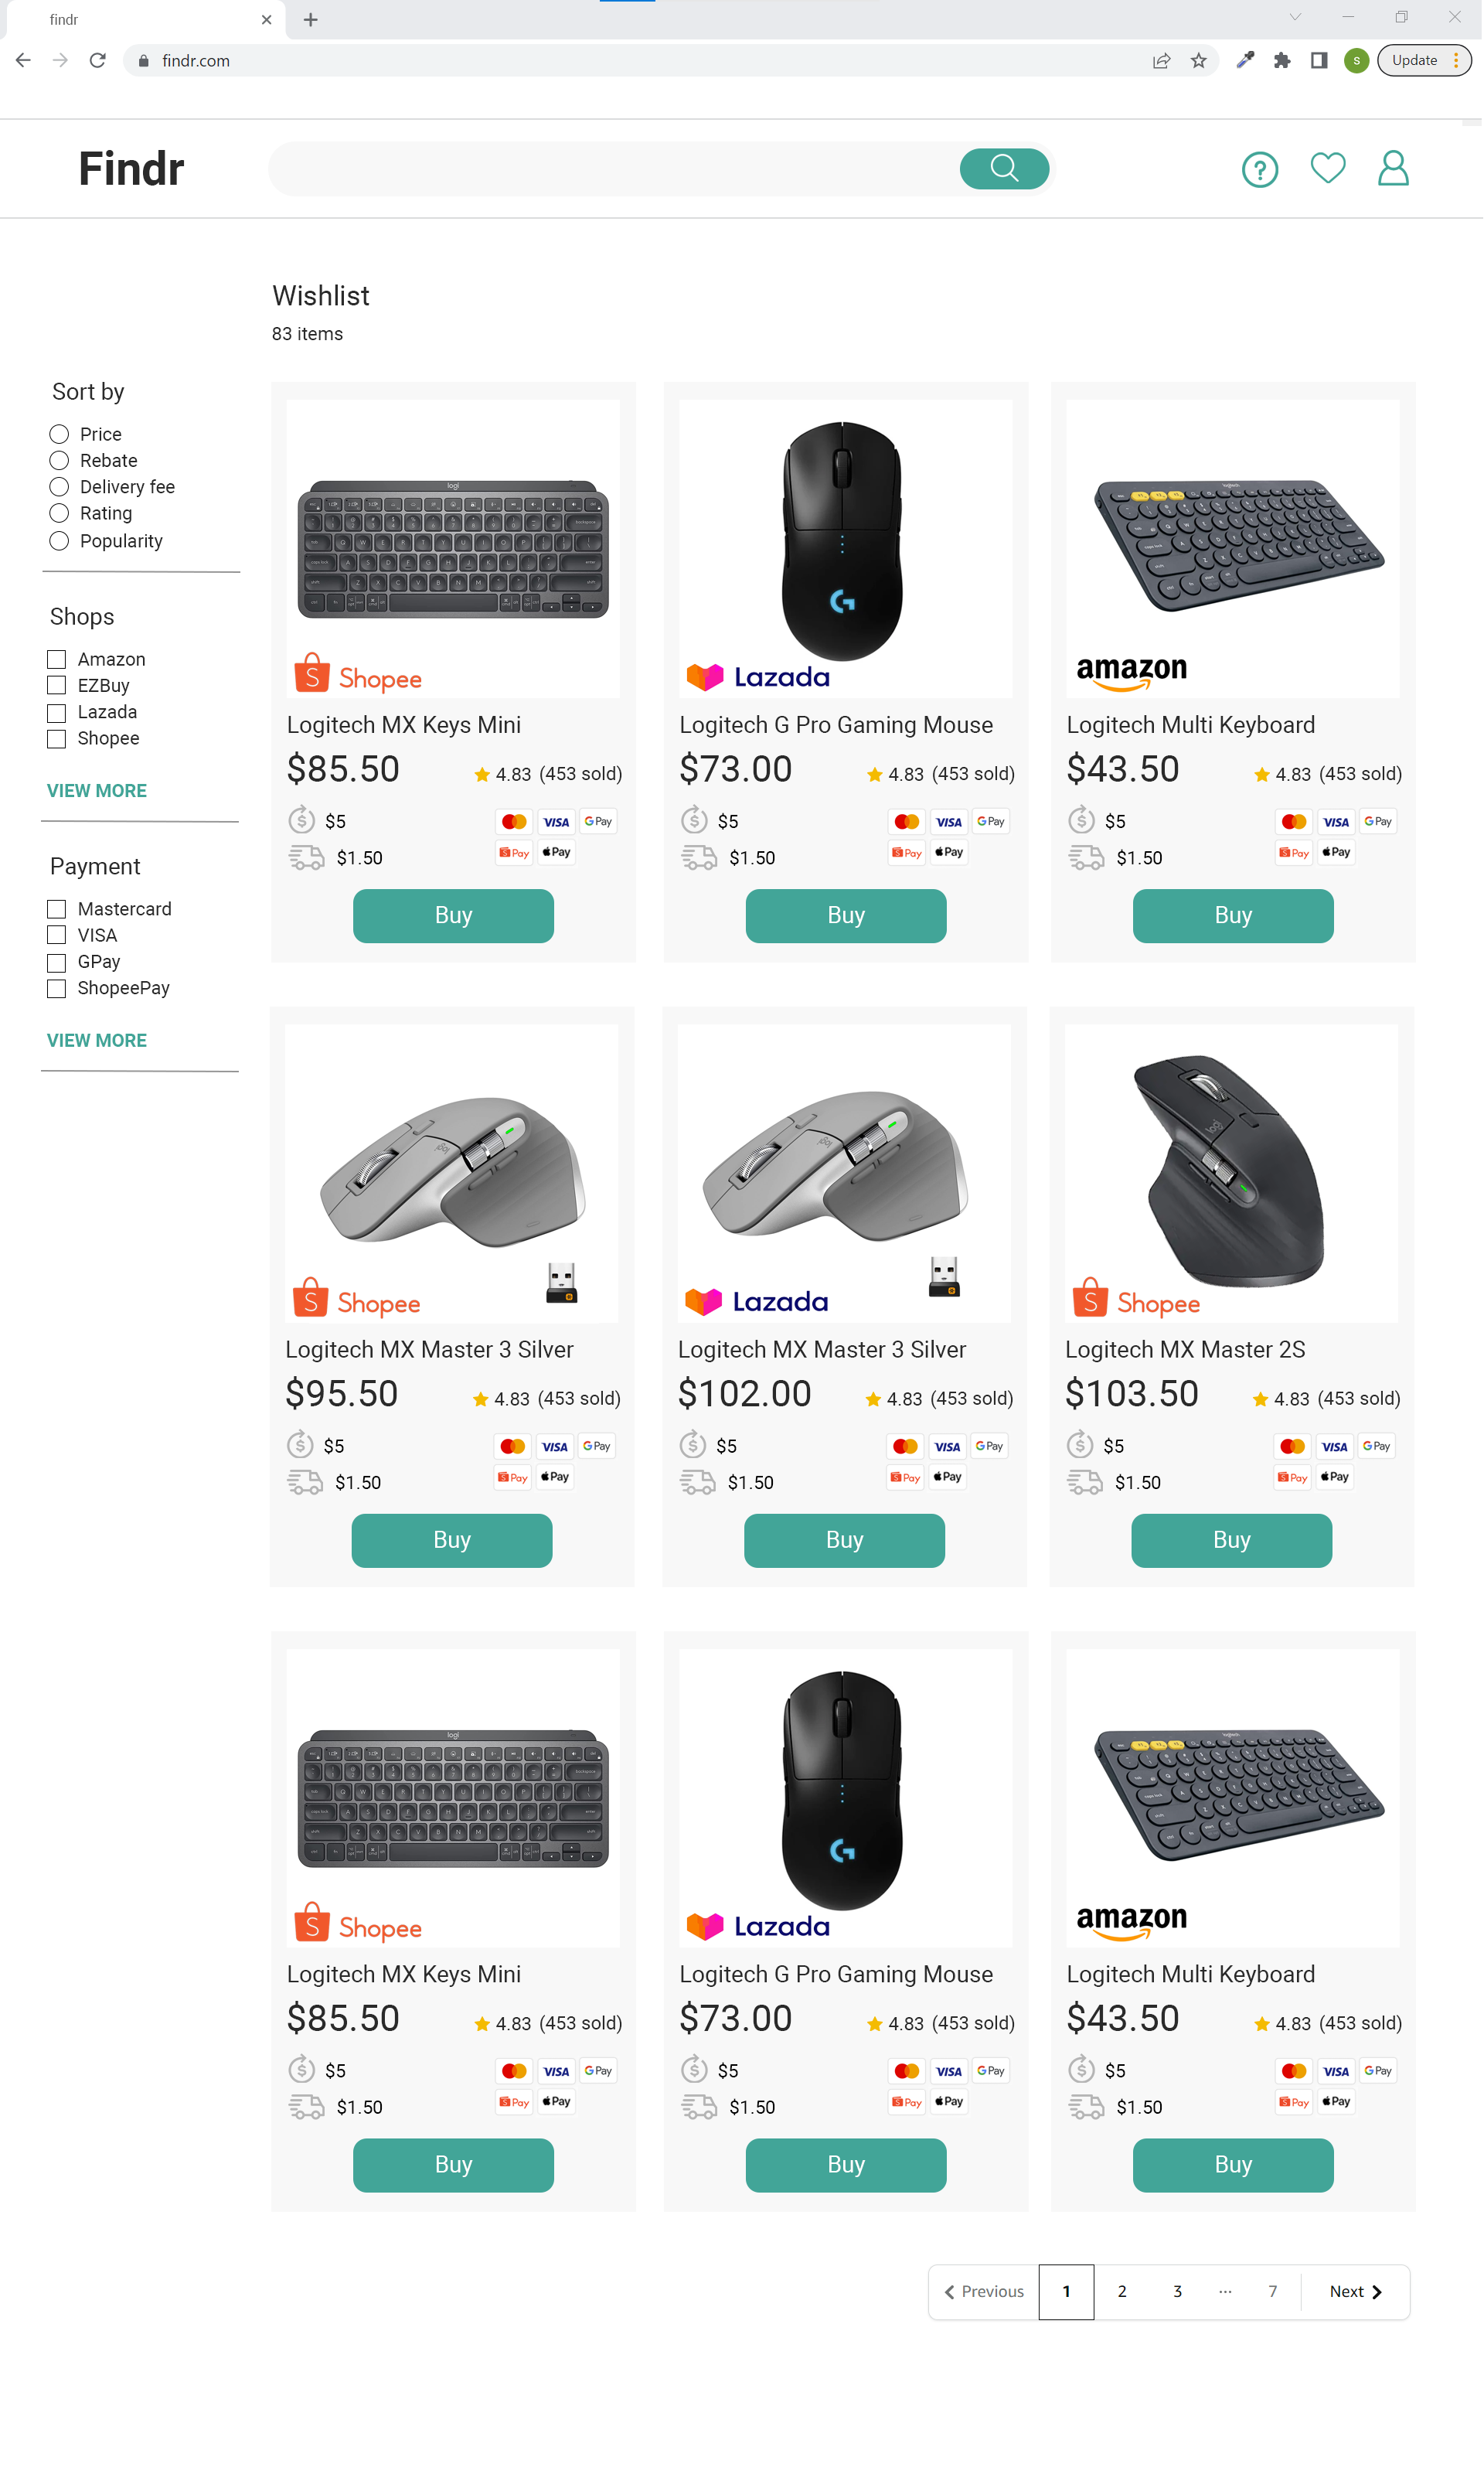 findr
findr.com
S
Update
Findr
Wishlist
83 items
Sort by
Price
Rebate
Delivery fee
Rating
Popularity
Shops
Amazon
EZBuy
Lazada
Shopee
VIEW MORE
Payment
Mastercard
VISA
GPay
ShopeePay
VIEW MORE
logi
Shopee
Logitech MX Keys Mini
$85.50
4.83 (453 sold)
$5
VISA G Pay
$1.50
S Pay Pay
Buy
Lazada
Logitech G Pro Gaming Mouse
$73.00
4.83 (453 sold)
$5
VISA G Pay
$1.50
S Pay Pay
Buy
logitech
amazon
Logitech Multi Keyboard
$43.50
4.83 (453 sold)
$5
VISA G Pay
$1.50
S Pay Pay
Buy
logi
Shopee
Logitech MX Master 3 Silver
$95.50
4.83 (453 sold)
$5
VISA G Pay
$1.50
S Pay Pay
Buy
logi
Lazada
Logitech MX Master 3 Silver
$102.00
4.83 (453 sold)
$5
VISA G Pay
$1.50
S Pay Pay
Buy
logi
Shopee
Logitech MX Master 2S
$103.50
4.83 (453 sold)
$5
VISA G Pay
$1.50
S Pay Pay
Buy
logi
Shopee
Logitech MX Keys Mini
$85.50
4.83 (453 sold)
$5
VISA G Pay
$1.50
S Pay Pay
Buy
Lazada
Logitech G Pro Gaming Mouse
$73.00
4.83 (453 sold)
$5
VISA G Pay
$1.50
S Pay Pay
Buy
logitech
amazon
Logitech Multi Keyboard
$43.50
4.83 (453 sold)
$5
VISA G Pay
$1.50
S Pay Pay
Buy
Previous 1 2 3 ... 7 Next